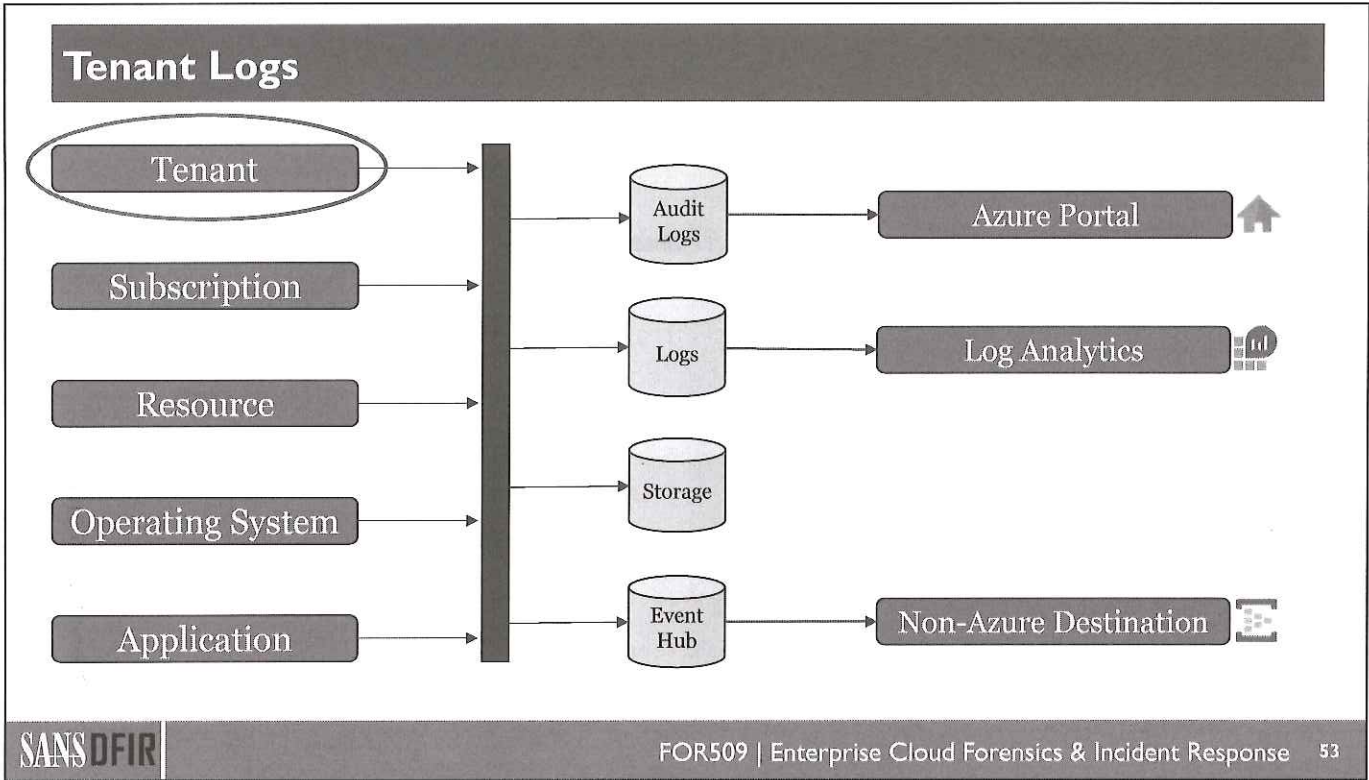 Tenant Logs
Tenant
Subscription
Resource
Operating System
Application
Audit
Logs
Logs
Storage
Event
Hub
Azure Portal
Log Analytics
Non-Azure Destination
SANS DFIR
FOR509 | Enterprise Cloud Forensics & Incident Response 53